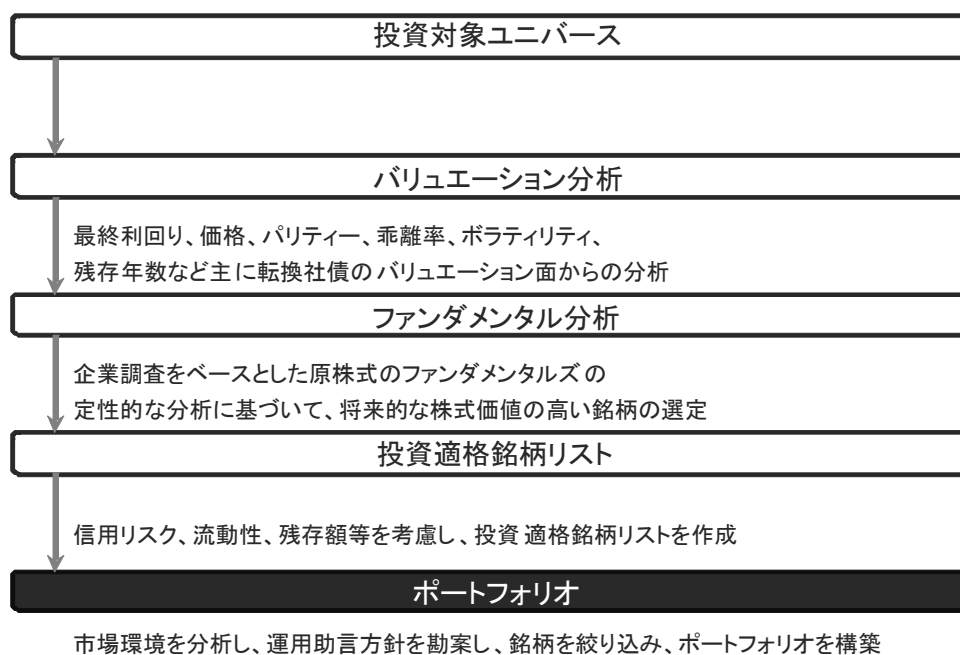 投資対象ユニバース
バリュエーション分析
最終利回り、価格、パリティー、乖離率、ボラティリティ、
残存年数など主に転換社債のバリュエーション面からの分析
ファンダメンタル分析
企業調査をベースとした原株式のファンダメンタルズの
定性的な分析に基づいて、将来的な株式価値の高い銘柄の選定
投資適格銘柄リスト
信用リスク、流動性、残存額等を考慮し、投資適格銘柄リストを作成
ポートフォリオ
市場環境を分析し、運用助言方針を勘案し、銘柄を絞り込み、ポートフォリオを構築